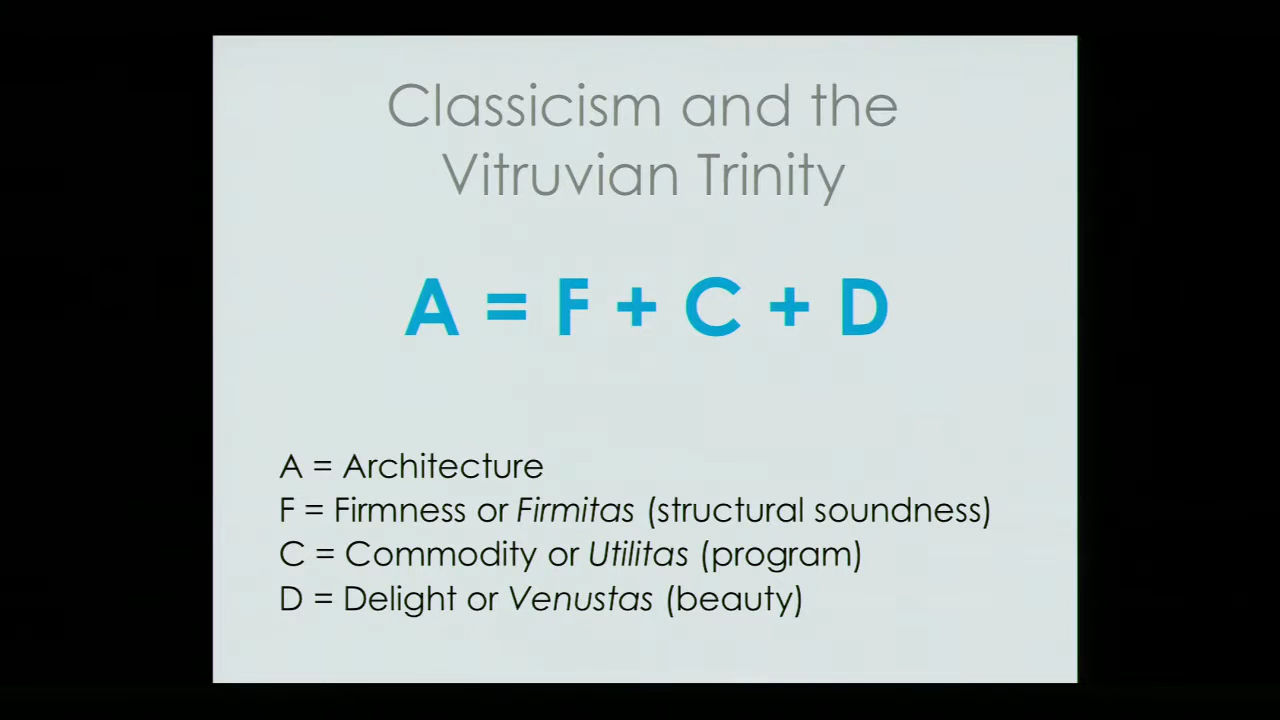 Classicism and the
Vitruvian Trinity
A = F + C + D
A = Architecture
F = Firmness or Firmitas (structural soundness)
C = Commodity or Utilitas (program)
D = Delight or Venustas (beauty)